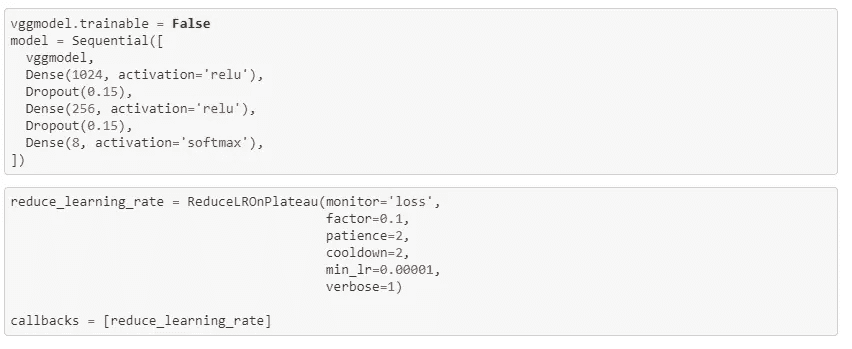 vggmodel.trainable = False
model = Sequential([
  vggmodel,
  Dense(1024, activation='relu'),
  Dropout(0.15),
  Dense(256, activation='relu'),
  Dropout(0.15),
  Dense(8, activation='softmax'),
])
reduce_learning_rate = ReduceLROnPlateau(monitor='loss',
                                         factor=0.1,
                                         patience=2,
                                         cooldown=2,
                                         min_lr=0.00001,
                                         verbose=1)
callbacks = [reduce_learning_rate]